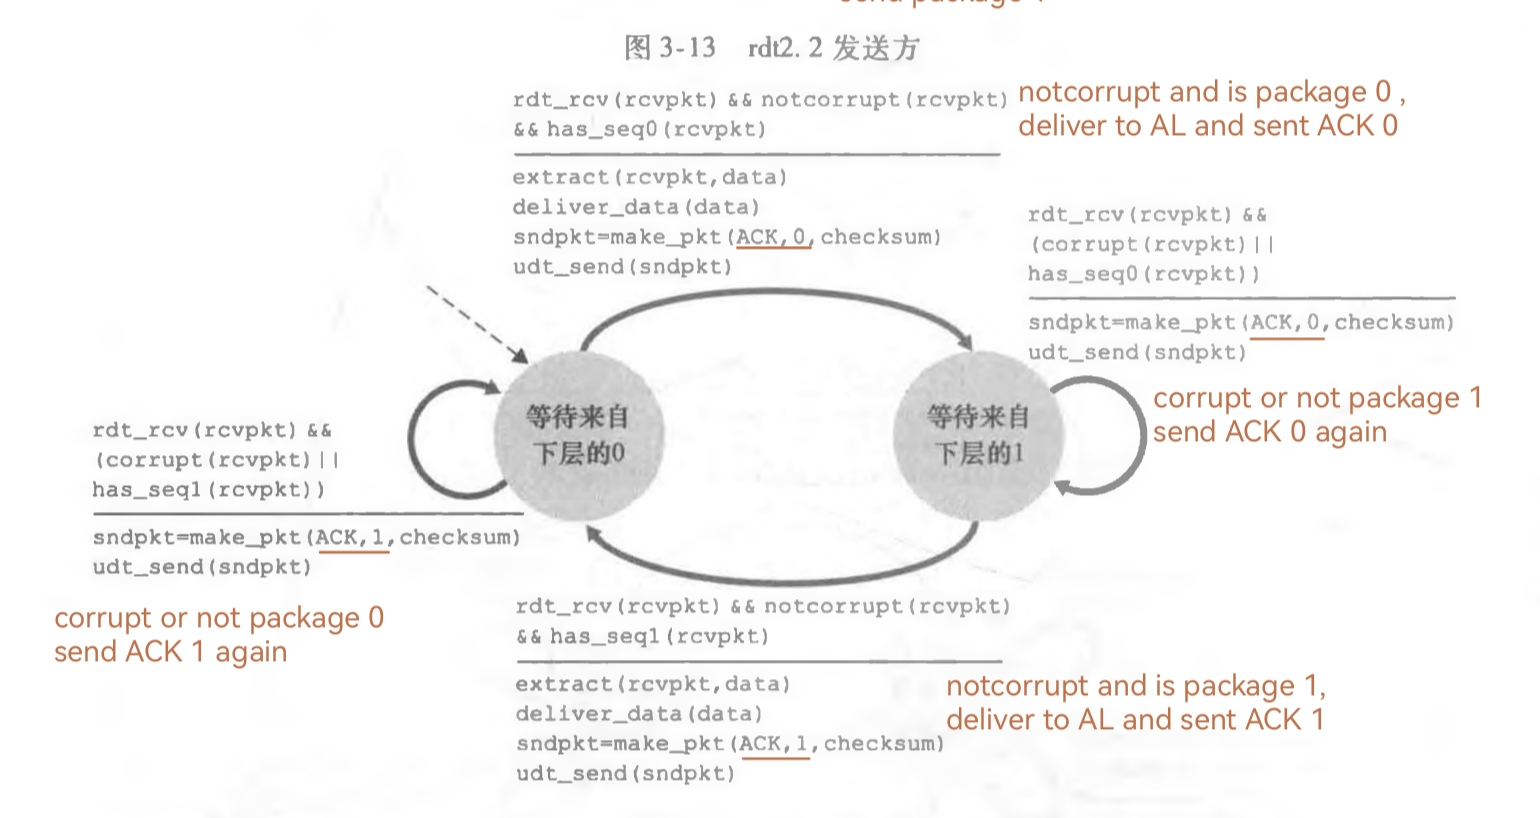 图 3-13 rdt2. 2 发送方
rdt_rcv(rcvpkt) && notcorrupt(rcvpkt)
&& has_seq0(rcvpkt)
notcorrupt and is package 0 ,
deliver to AL and sent ACK 0
extract(rcvpkt,data)
deliver_data(data)
sndpkt=make_pkt(ACK,0,checksum)
udt_send(sndpkt)
rdt_rcv(rcvpkt) &&
(corrupt(rcvpkt)||
has_seq0(rcvpkt))
sndpkt=make_pkt(ACK,0,checksum)
udt_send(sndpkt)
corrupt or not package 1
send ACK 0 again
等待来自
下层的0
等待来自
下层的1
rdt_rcv(rcvpkt) &&
(corrupt(rcvpkt)||
has_seq1(rcvpkt))
sndpkt=make_pkt(ACK,1,checksum)
udt_send(sndpkt)
corrupt or not package 0
send ACK 1 again
rdt_rcv(rcvpkt) && notcorrupt(rcvpkt)
&& has_seq1(rcvpkt)
extract(rcvpkt,data)
deliver_data(data)
sndpkt=make_pkt(ACK,1,checksum)
udt_send(sndpkt)
notcorrupt and is package 1,
deliver to AL and sent ACK 1